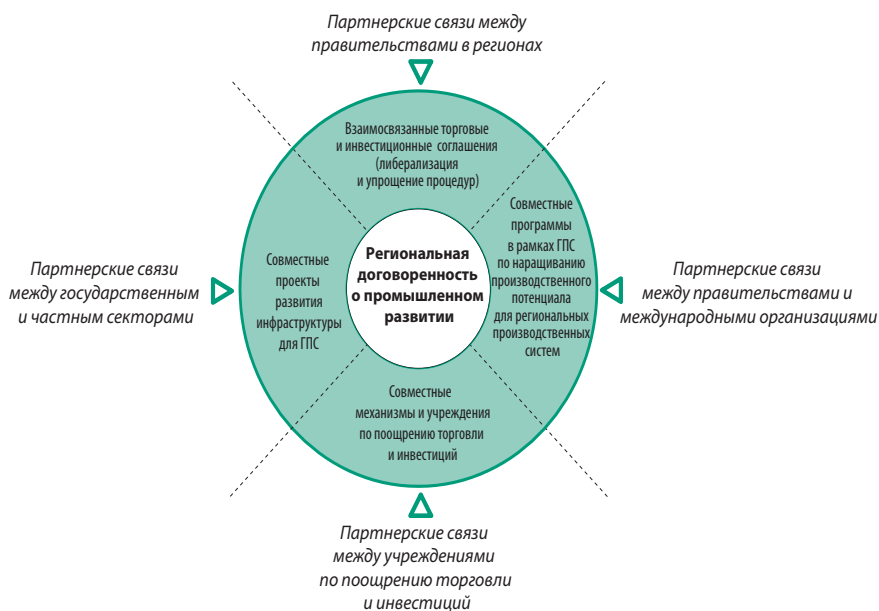 Партнерские связи между
правительствами в регионах
Взаимосвязанные торговые
и инвестиционные соглашения
(либерализация
и упрощение процедур)
Совместные
программы
в рамках ГПС
по наращиванию
производственного
потенциала
для региональных
производственных
систем
Региональная
договоренность
о промышленном
развитии
Совместные
проекты
развития
инфраструктуры
для ГПС
Партнерские связи
между государственным
и частным секторами
Партнерские связи
между правительствами и
международными организациями
Совместные
механизмы и учреждения
по поощрению торговли
и инвестиций
Партнерские связи
между учреждениями
по поощрению торговли
и инвестиций